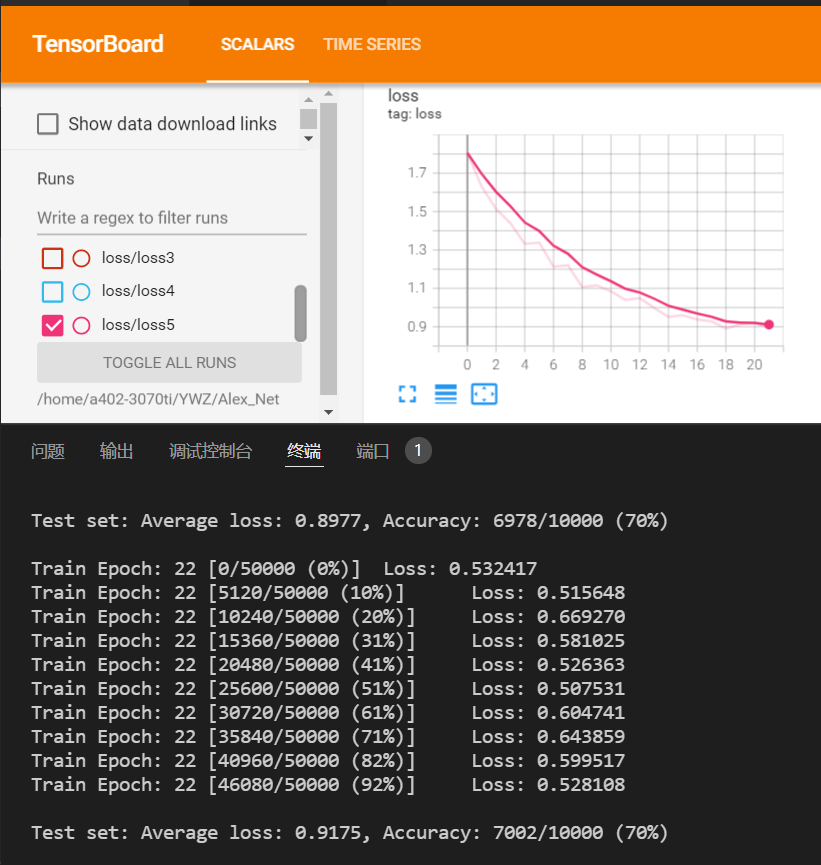 TensorBoard
SCALARS
TIME SERIES
Show data download links
Runs
Write a regex to filter runs
loss/loss3
loss/loss4
loss/loss5
TOGGLE ALL RUNS
/home/a402-3070ti/YWZ/Alex_Net
loss
tag: loss
1.7
1.5
1.3
1.1
0.9
0 2 4 6 8 10 12 14 16 18 20
问题 输出 调试控制台 终端 端口 1
Test set: Average loss: 0.8977, Accuracy: 6978/10000 (70%)
Train Epoch: 22 [0/50000 (0%)] Loss: 0.532417
Train Epoch: 22 [5120/50000 (10%)] Loss: 0.515648
Train Epoch: 22 [10240/50000 (20%)] Loss: 0.669270
Train Epoch: 22 [15360/50000 (31%)] Loss: 0.581025
Train Epoch: 22 [20480/50000 (41%)] Loss: 0.526363
Train Epoch: 22 [25600/50000 (51%)] Loss: 0.507531
Train Epoch: 22 [30720/50000 (61%)] Loss: 0.604741
Train Epoch: 22 [35840/50000 (71%)] Loss: 0.643859
Train Epoch: 22 [40960/50000 (82%)] Loss: 0.599517
Train Epoch: 22 [46080/50000 (92%)] Loss: 0.528108
Test set: Average loss: 0.9175, Accuracy: 7002/10000 (70%)